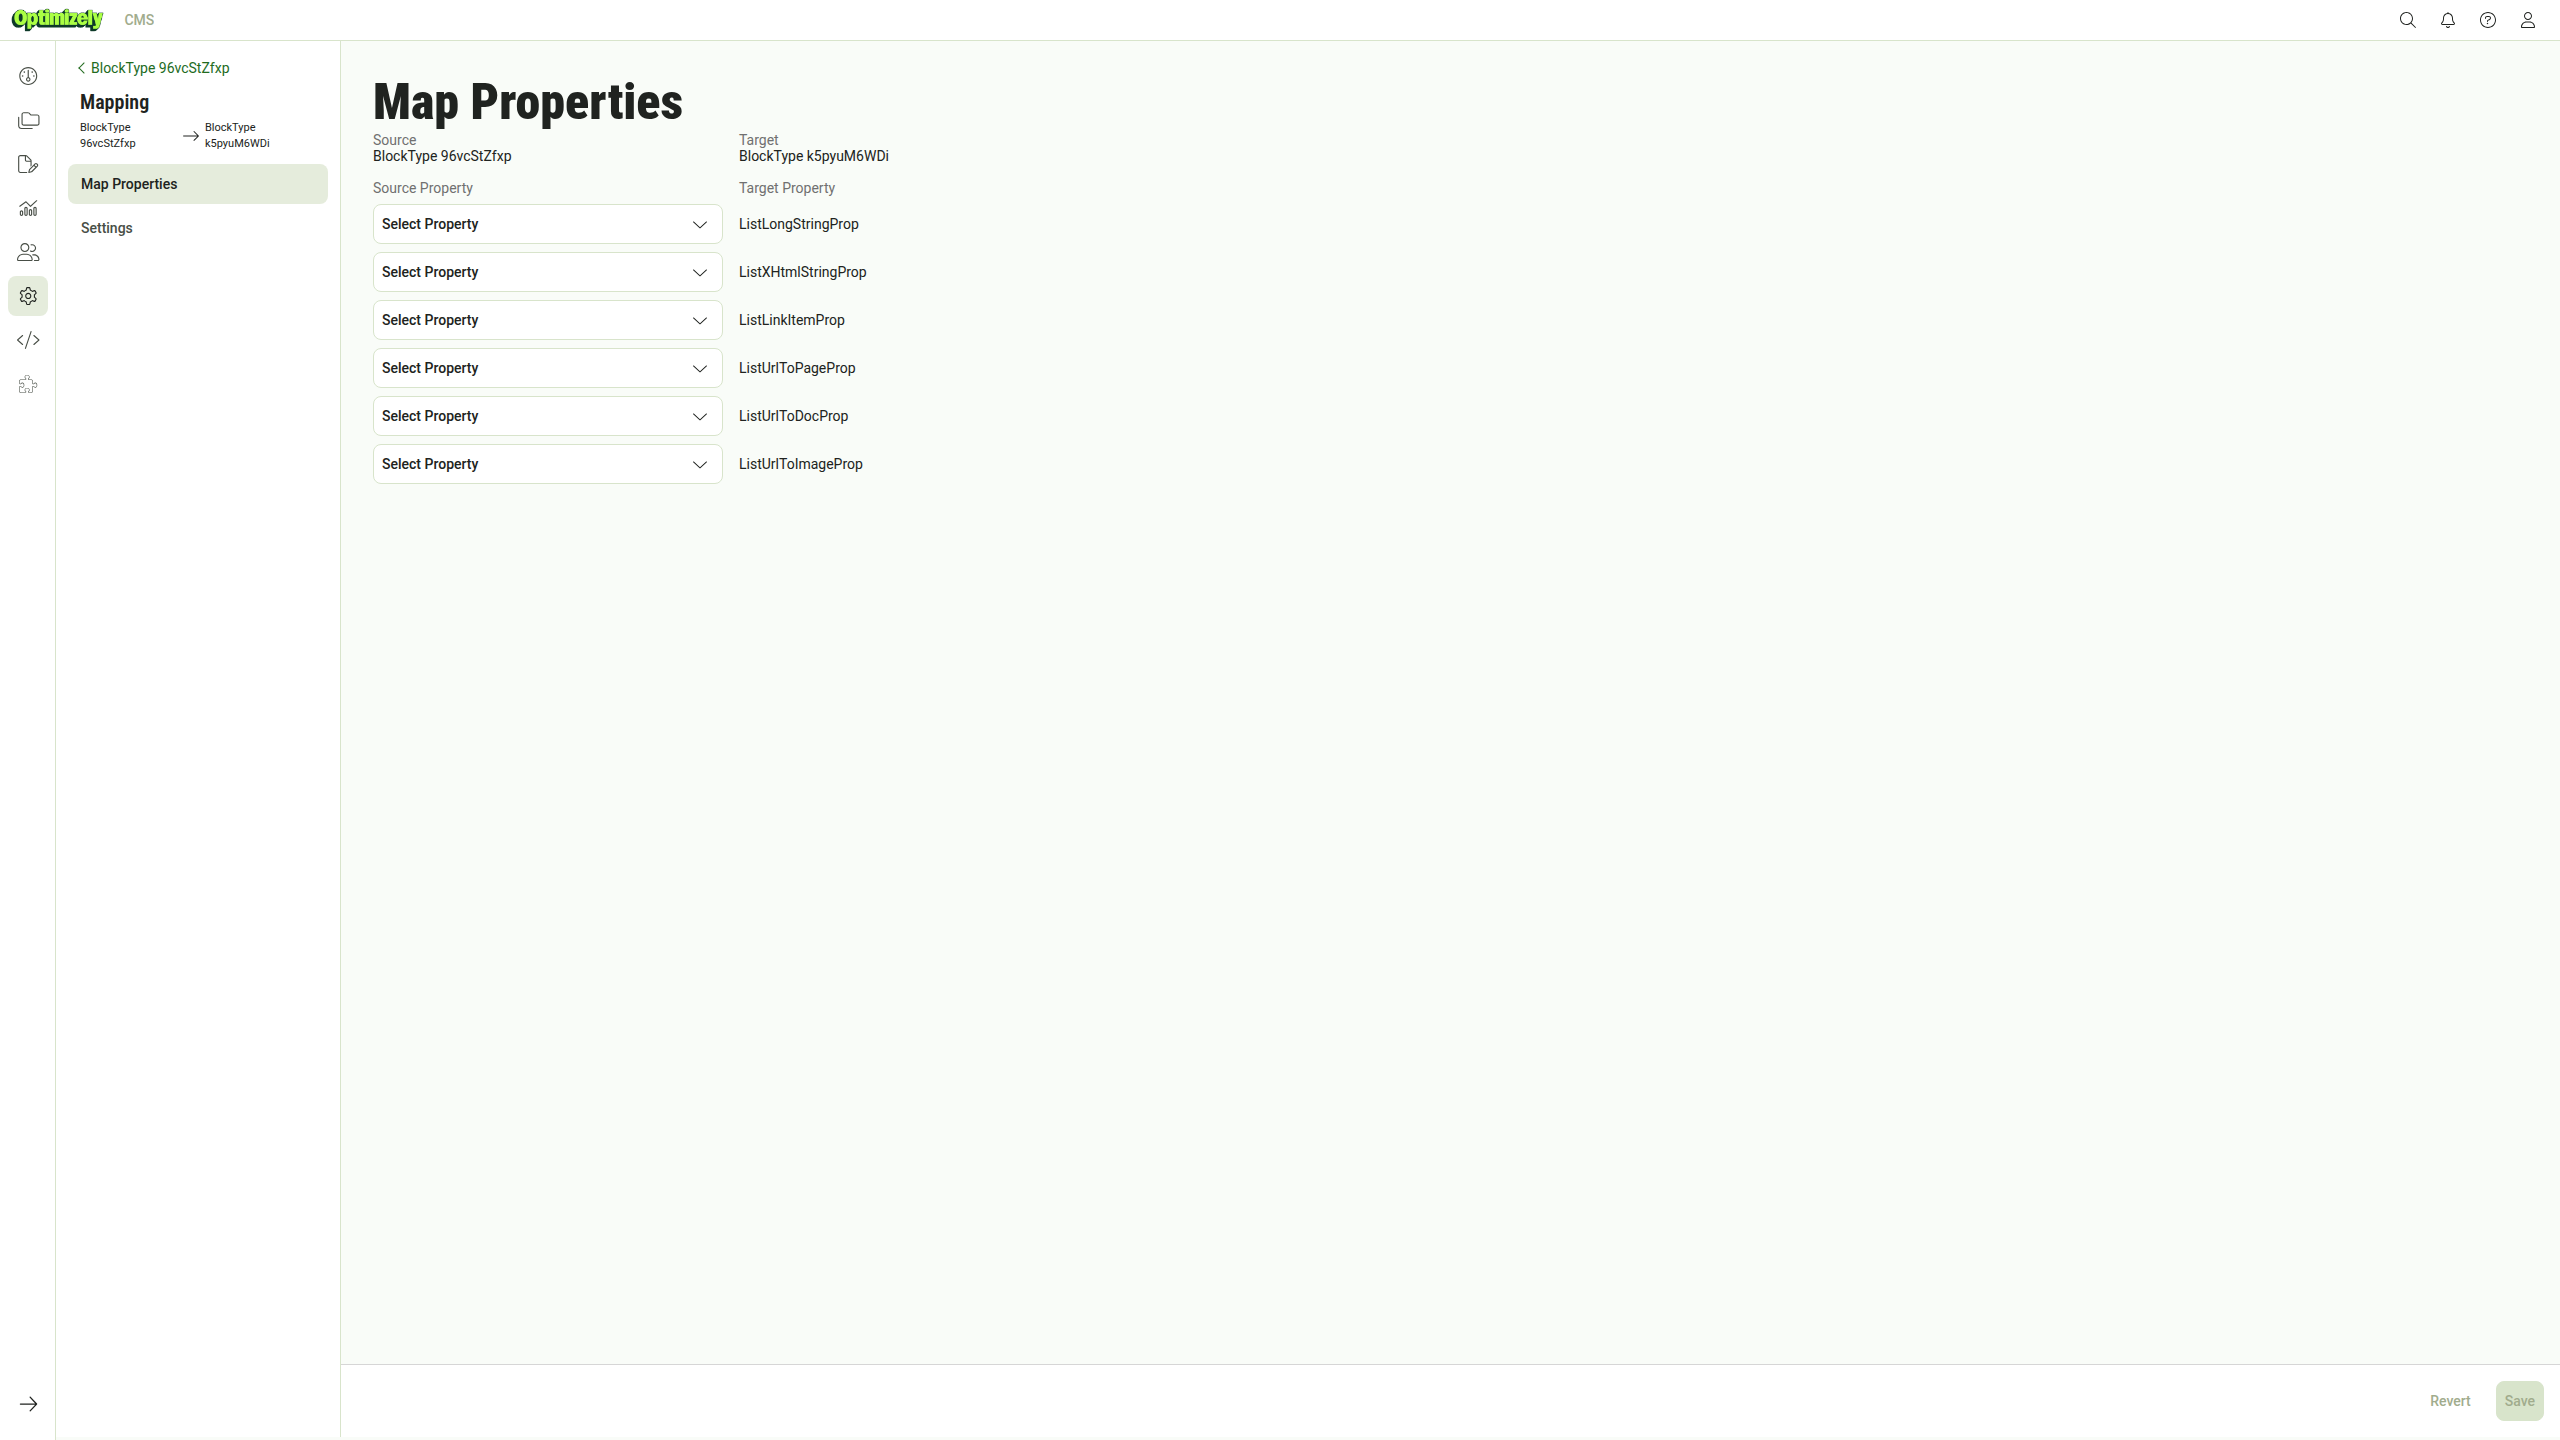 Optimizely CMS
BlockType 96vcStZfxp
Mapping
BlockType 96vcStZfxp
BlockType k5pyuM6WDi
Map Properties
Settings
Map Properties
Source Target
BlockType 96vcStZfxp BlockType k5pyuM6WDi
Source Property Target Property
Select Property ListLongStringProp
Select Property ListXHtmlStringProp
Select Property ListLinkItemProp
Select Property ListUrlToPageProp
Select Property ListUrlToDocProp
Select Property ListUrlToImageProp
Revert Save